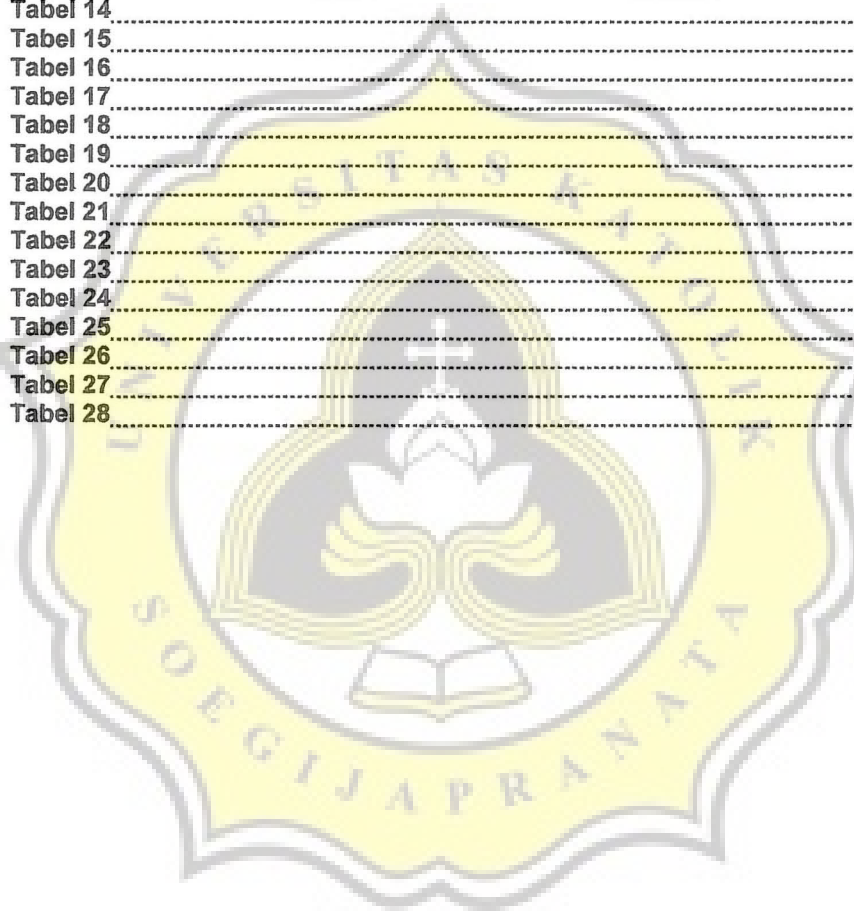 Tabel 14
Tabel 15
Tabel 16
Tabel 17
Tabel 18
Tabel 19
Tabel 20
Tabel 21
Tabel 22
Tabel 23
Tabel 24
Tabel 25
Tabel 26
Tabel 27
Tabel 28
UNIVERSITAS KATOLIK
SOEGIJAPRANATA